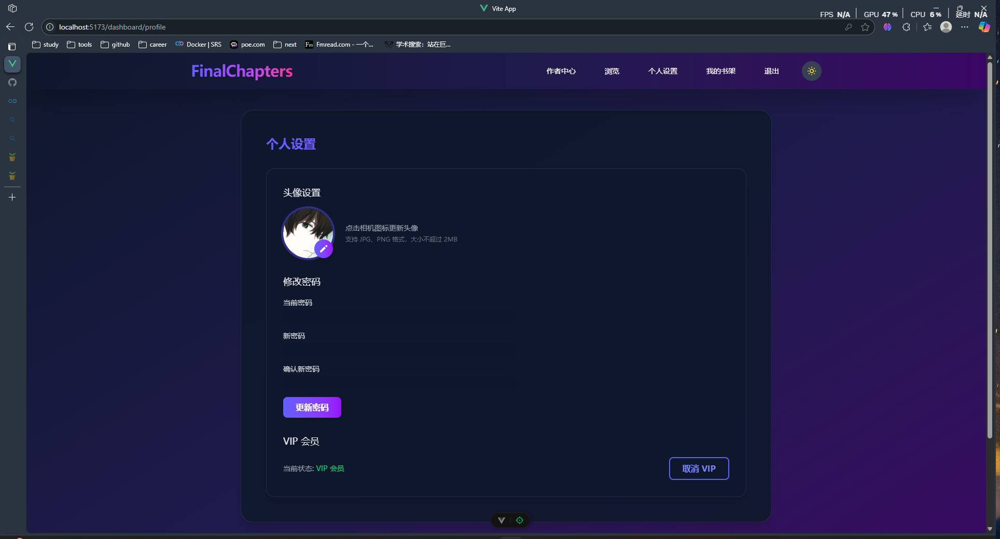 Vite App
FPS N/A GPU 47 % CPU 6 % 延时 N/A
localhost:5173/dashboard/profile
study tools github career Docker | SRS poe.com next Fm Fmread.com - 一个... 学术搜索：站在巨...
FinalChapters 作者中心 浏览 个人设置 我的书架 退出
个人设置
头像设置
点击相机图标更新头像
支持 JPG、PNG 格式，大小不超过 2MB
修改密码
当前密码
新密码
确认新密码
更新密码
VIP 会员
当前状态: VIP 会员 取消 VIP